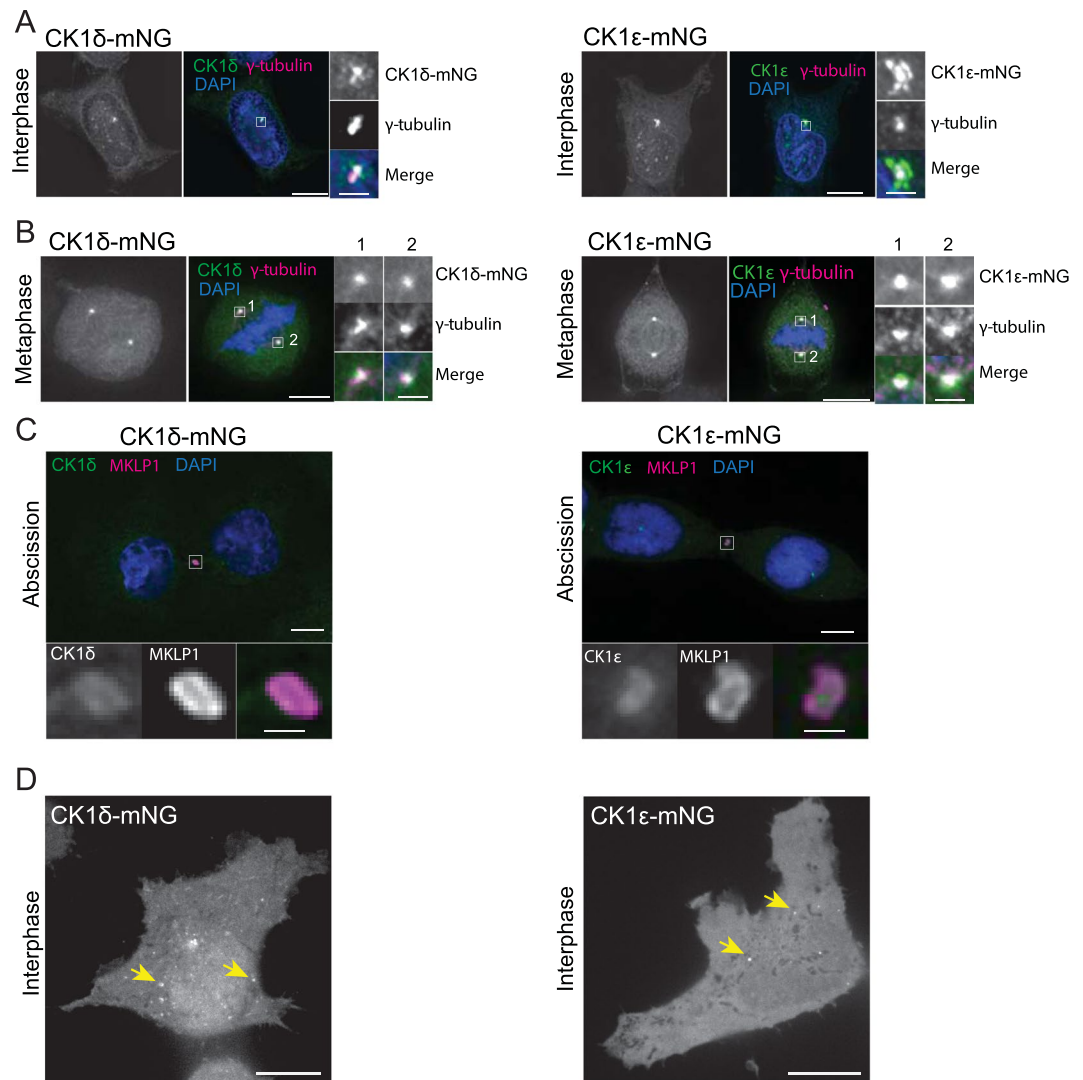 A
CK1δ-mNG
Interphase
CK1δ γ-tubulin
DAPI
CK1δ-mNG
γ-tubulin
Merge
CK1ε-mNG
Interphase
CK1ε γ-tubulin
DAPI
CK1ε-mNG
γ-tubulin
Merge
B
CK1δ-mNG
Metaphase
CK1δ γ-tubulin
DAPI
1
2
1 2
CK1δ-mNG
γ-tubulin
Merge
CK1ε-mNG
Metaphase
CK1ε γ-tubulin
DAPI
1
2
1 2
CK1ε-mNG
γ-tubulin
Merge
C
CK1δ-mNG
Abscission
CK1δ MKLP1 DAPI
CK1δ MKLP1
CK1ε-mNG
Abscission
CK1ε MKLP1 DAPI
CK1ε MKLP1
D
Interphase
CK1δ-mNG
Interphase
CK1ε-mNG